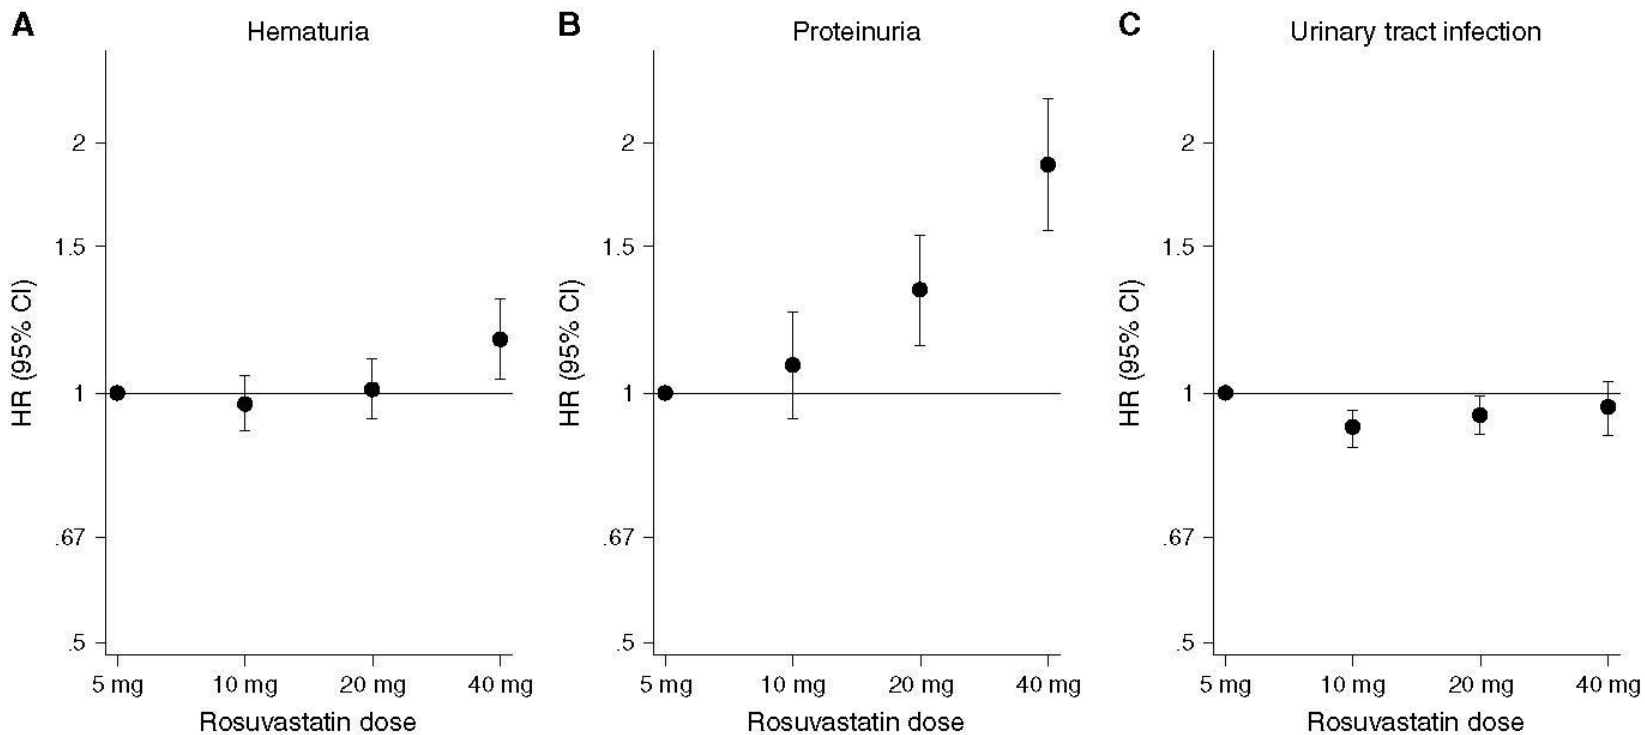 A
Hematuria
HR (95% CI)
2
1.5
1
.67
.5
5 mg
10 mg
20 mg
40 mg
Rosuvastatin dose
B
Proteinuria
HR (95% CI)
2
1.5
1
.67
.5
5 mg
10 mg
20 mg
40 mg
Rosuvastatin dose
C
Urinary tract infection
HR (95% CI)
2
1.5
1
.67
.5
5 mg
10 mg
20 mg
40 mg
Rosuvastatin dose